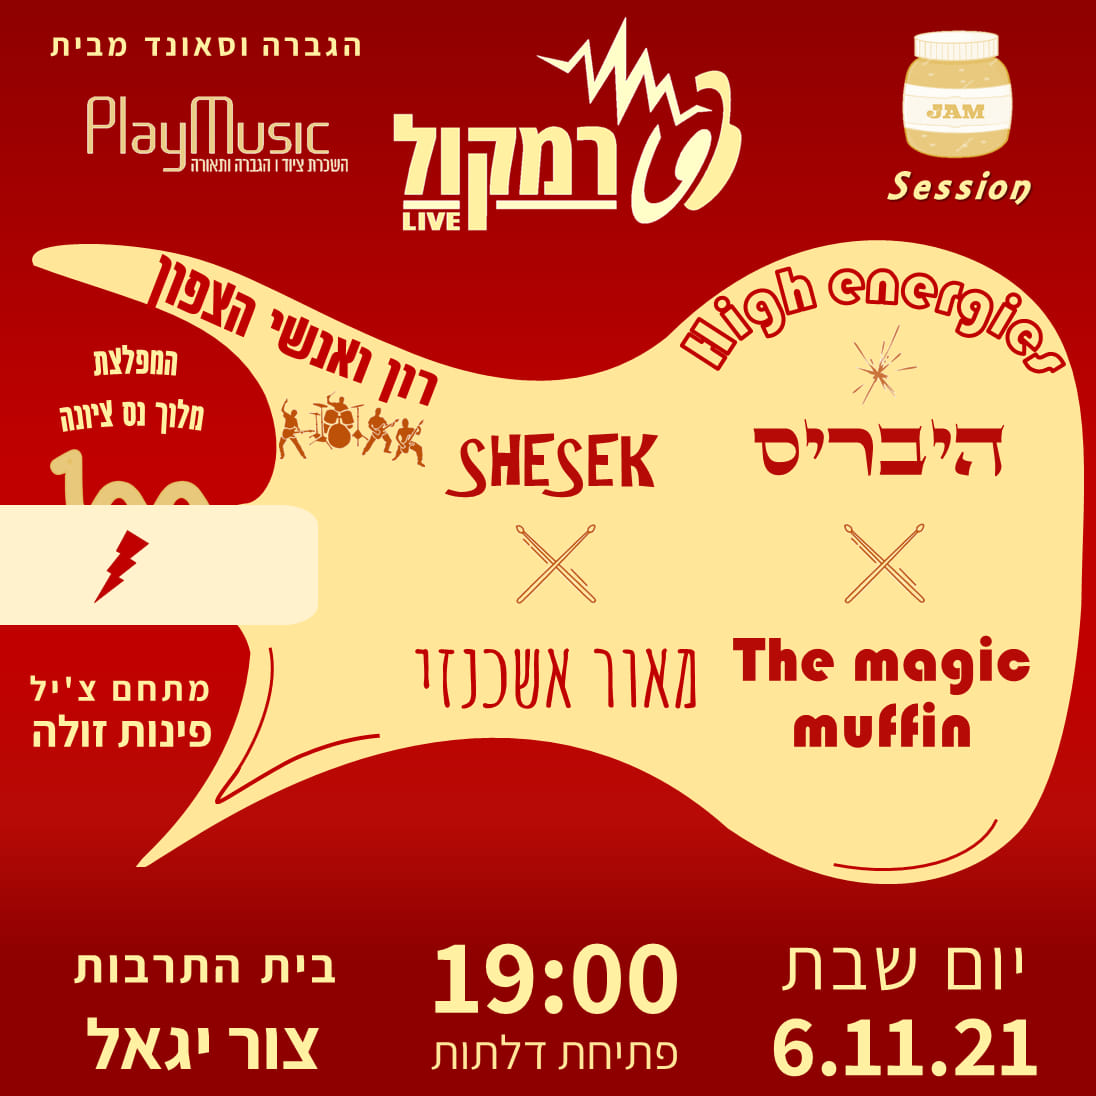 הגברה וסאונד מבית
PlayMusic
השכרת ציוד | הגברה ותאורה
רמקול
LIVE
JAM
Session
רון ואנשי הצפון
High energies
המפלצת
מלוך נס ציונה
SHESEK
היבריס
מאור אשכנזי
The magic
muffin
מתחם צ'יל
פינות זולה
יום שבת
6.11.21
19:00
פתיחת דלתות
בית התרבות
צור יגאל